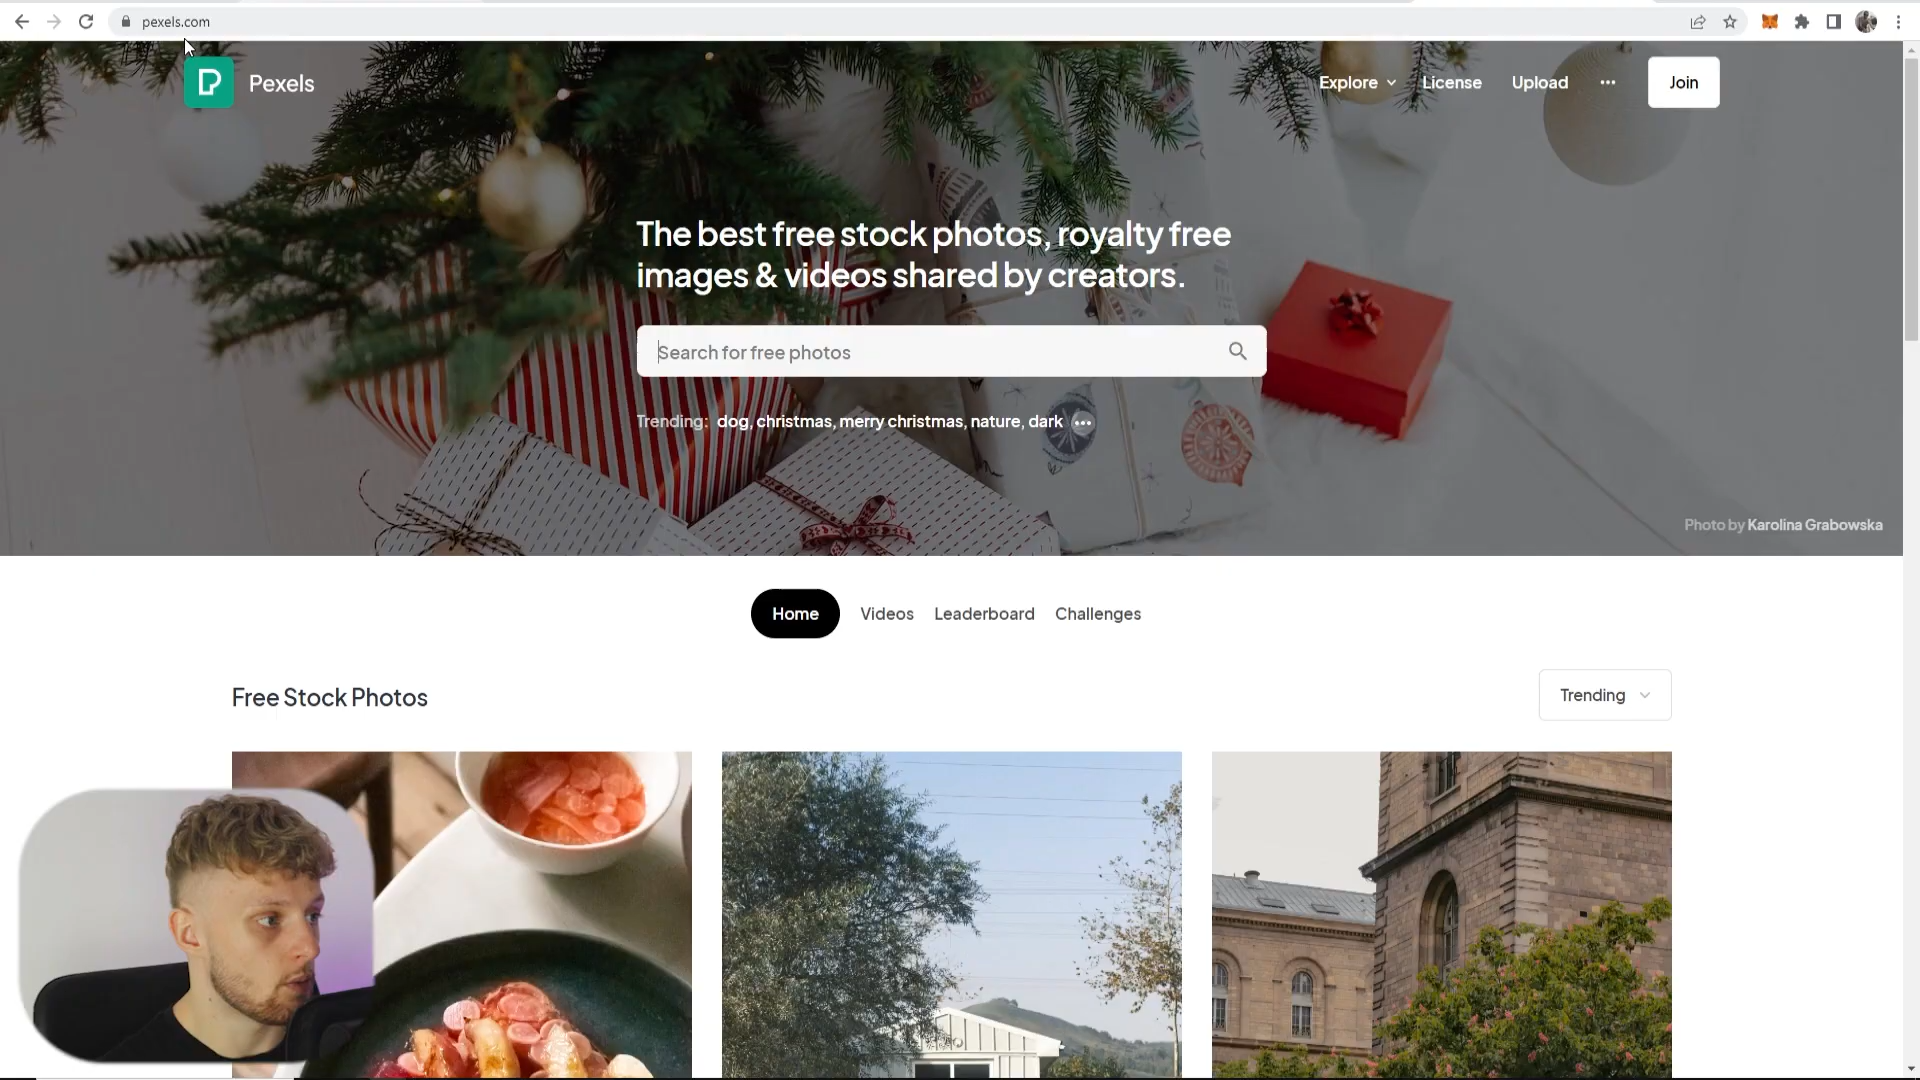 pexels.com
Pexels
Explore
License
Upload
Join
The best free stock photos, royalty free
images & videos shared by creators.
Search for free photos
Trending: dog, christmas, merry christmas, nature, dark
Photo by Karolina Grabowska
Home
Videos
Leaderboard
Challenges
Free Stock Photos
Trending